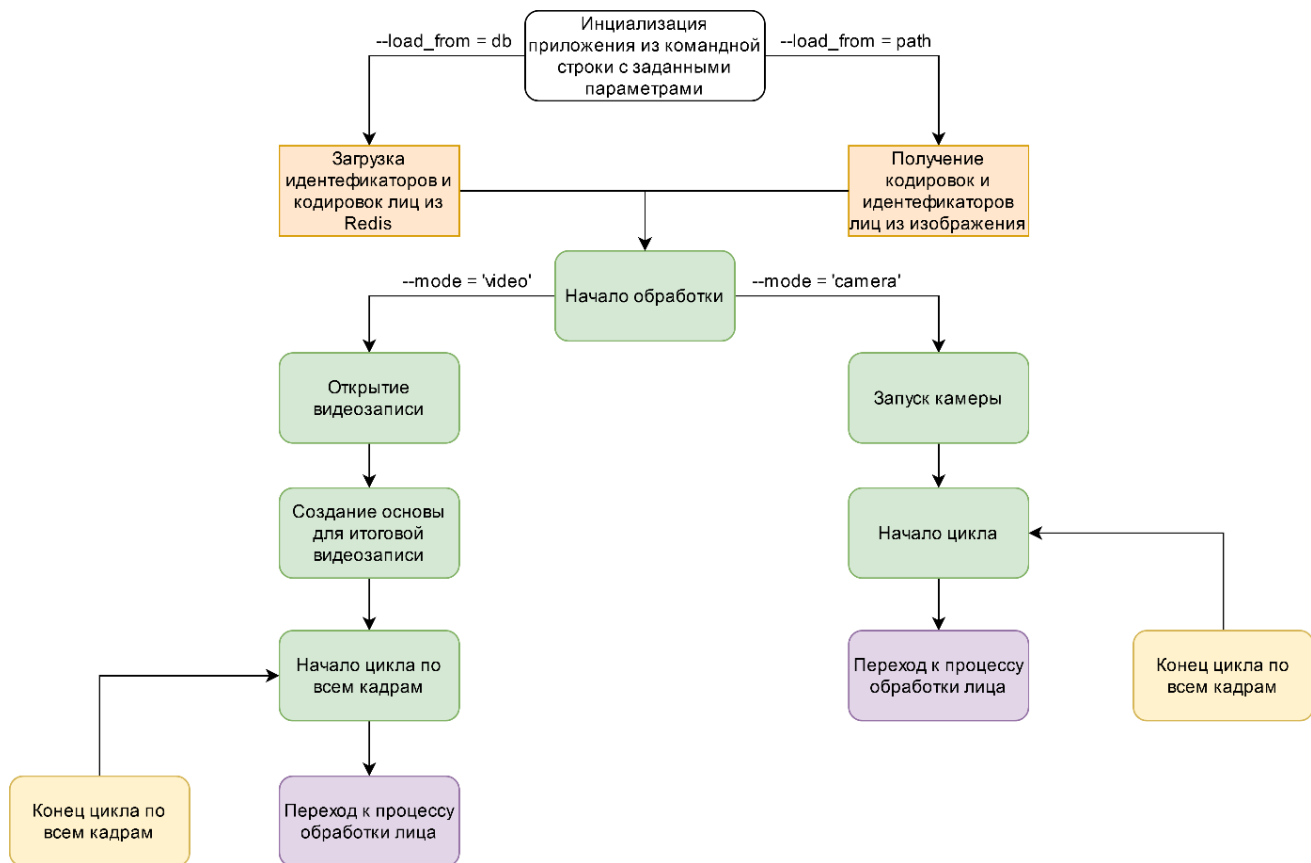 Инциализация
приложения из командной
строки с заданными
параметрами
--load_from = db
--load_from = path
Загрузка
идентефикаторов и
кодировок лиц из
Redis
Получение
кодировок и
идентефикаторов
лиц из изображения
Начало обработки
--mode = 'video'
--mode = 'camera'
Открытие
видеозаписи
Запуск камеры
Создание основы
для итоговой
видеозаписи
Начало цикла
Начало цикла по
всем кадрам
Переход к процессу
обработки лица
Конец цикла по
всем кадрам
Конец цикла по
всем кадрам
Переход к процессу
обработки лица